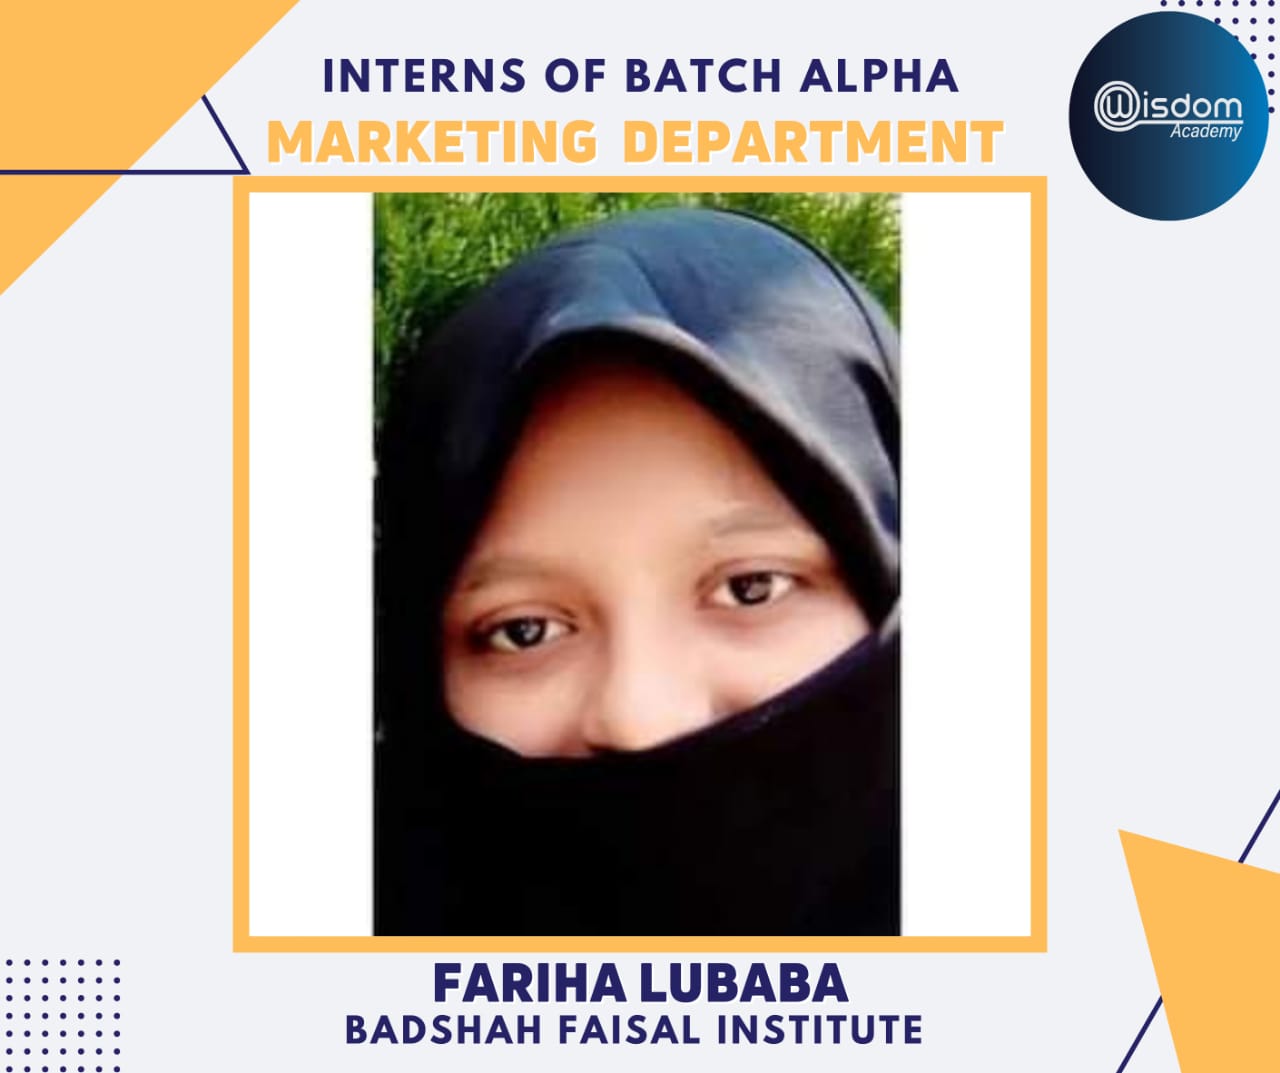 INTERNS OF BATCH ALPHA
MARKETING DEPARTMENT
Wisdom
Academy
FARIHA LUBABA
BADSHAH FAISAL INSTITUTE